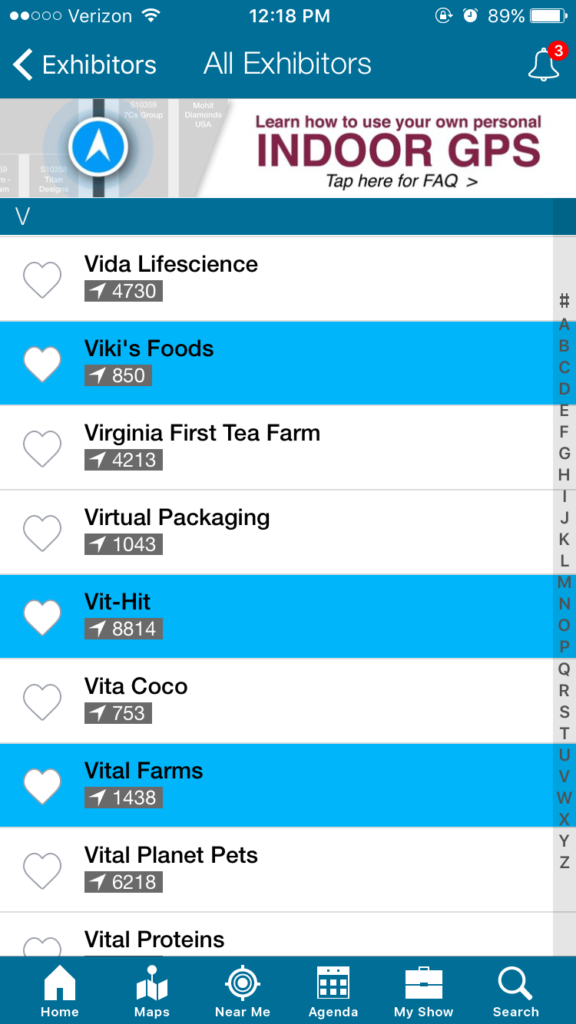 Verizon 12:18 PM 89%
Exhibitors All Exhibitors 3
S10359
7Cs Group
Mohit
Diamonds
USA
Titan
Designs
Learn how to use your own personal
INDOOR GPS
Tap here for FAQ >
V
Vida Lifescience
4730
Viki's Foods
850
Virginia First Tea Farm
4213
Virtual Packaging
1043
Vit-Hit
8814
Vita Coco
753
Vital Farms
1438
Vital Planet Pets
6218
Vital Proteins
#
A
B
C
D
E
F
G
H
I
J
K
L
M
N
O
P
Q
R
S
T
U
V
W
X
Y
Z
Home Maps Near Me Agenda My Show Search